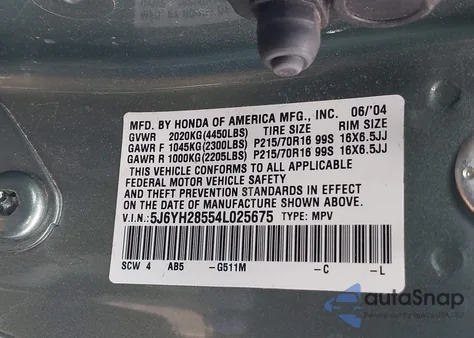 MFD. BY HONDA OF AMERICA MFG., INC. 06/'04
GVWR 2020KG(4450LBS) TIRE SIZE RIM SIZE
GAWR F 1045KG(2300LBS) P215/70R16 99S 16X6.5JJ
GAWR R 1000KG(2205LBS) P215/70R16 99S 16X6.5JJ
THIS VEHICLE CONFORMS TO ALL APPLICABLE
FEDERAL MOTOR VEHICLE SAFETY
AND THEFT PREVENTION STANDARDS IN EFFECT
ON THE DATE OF MANUFACTURE SHOWN ABOVE.
V.I.N.: 5J6YH28554L025675 TYPE: MPV
SCW 4 AB5 -G511M -C -L
autoSnap